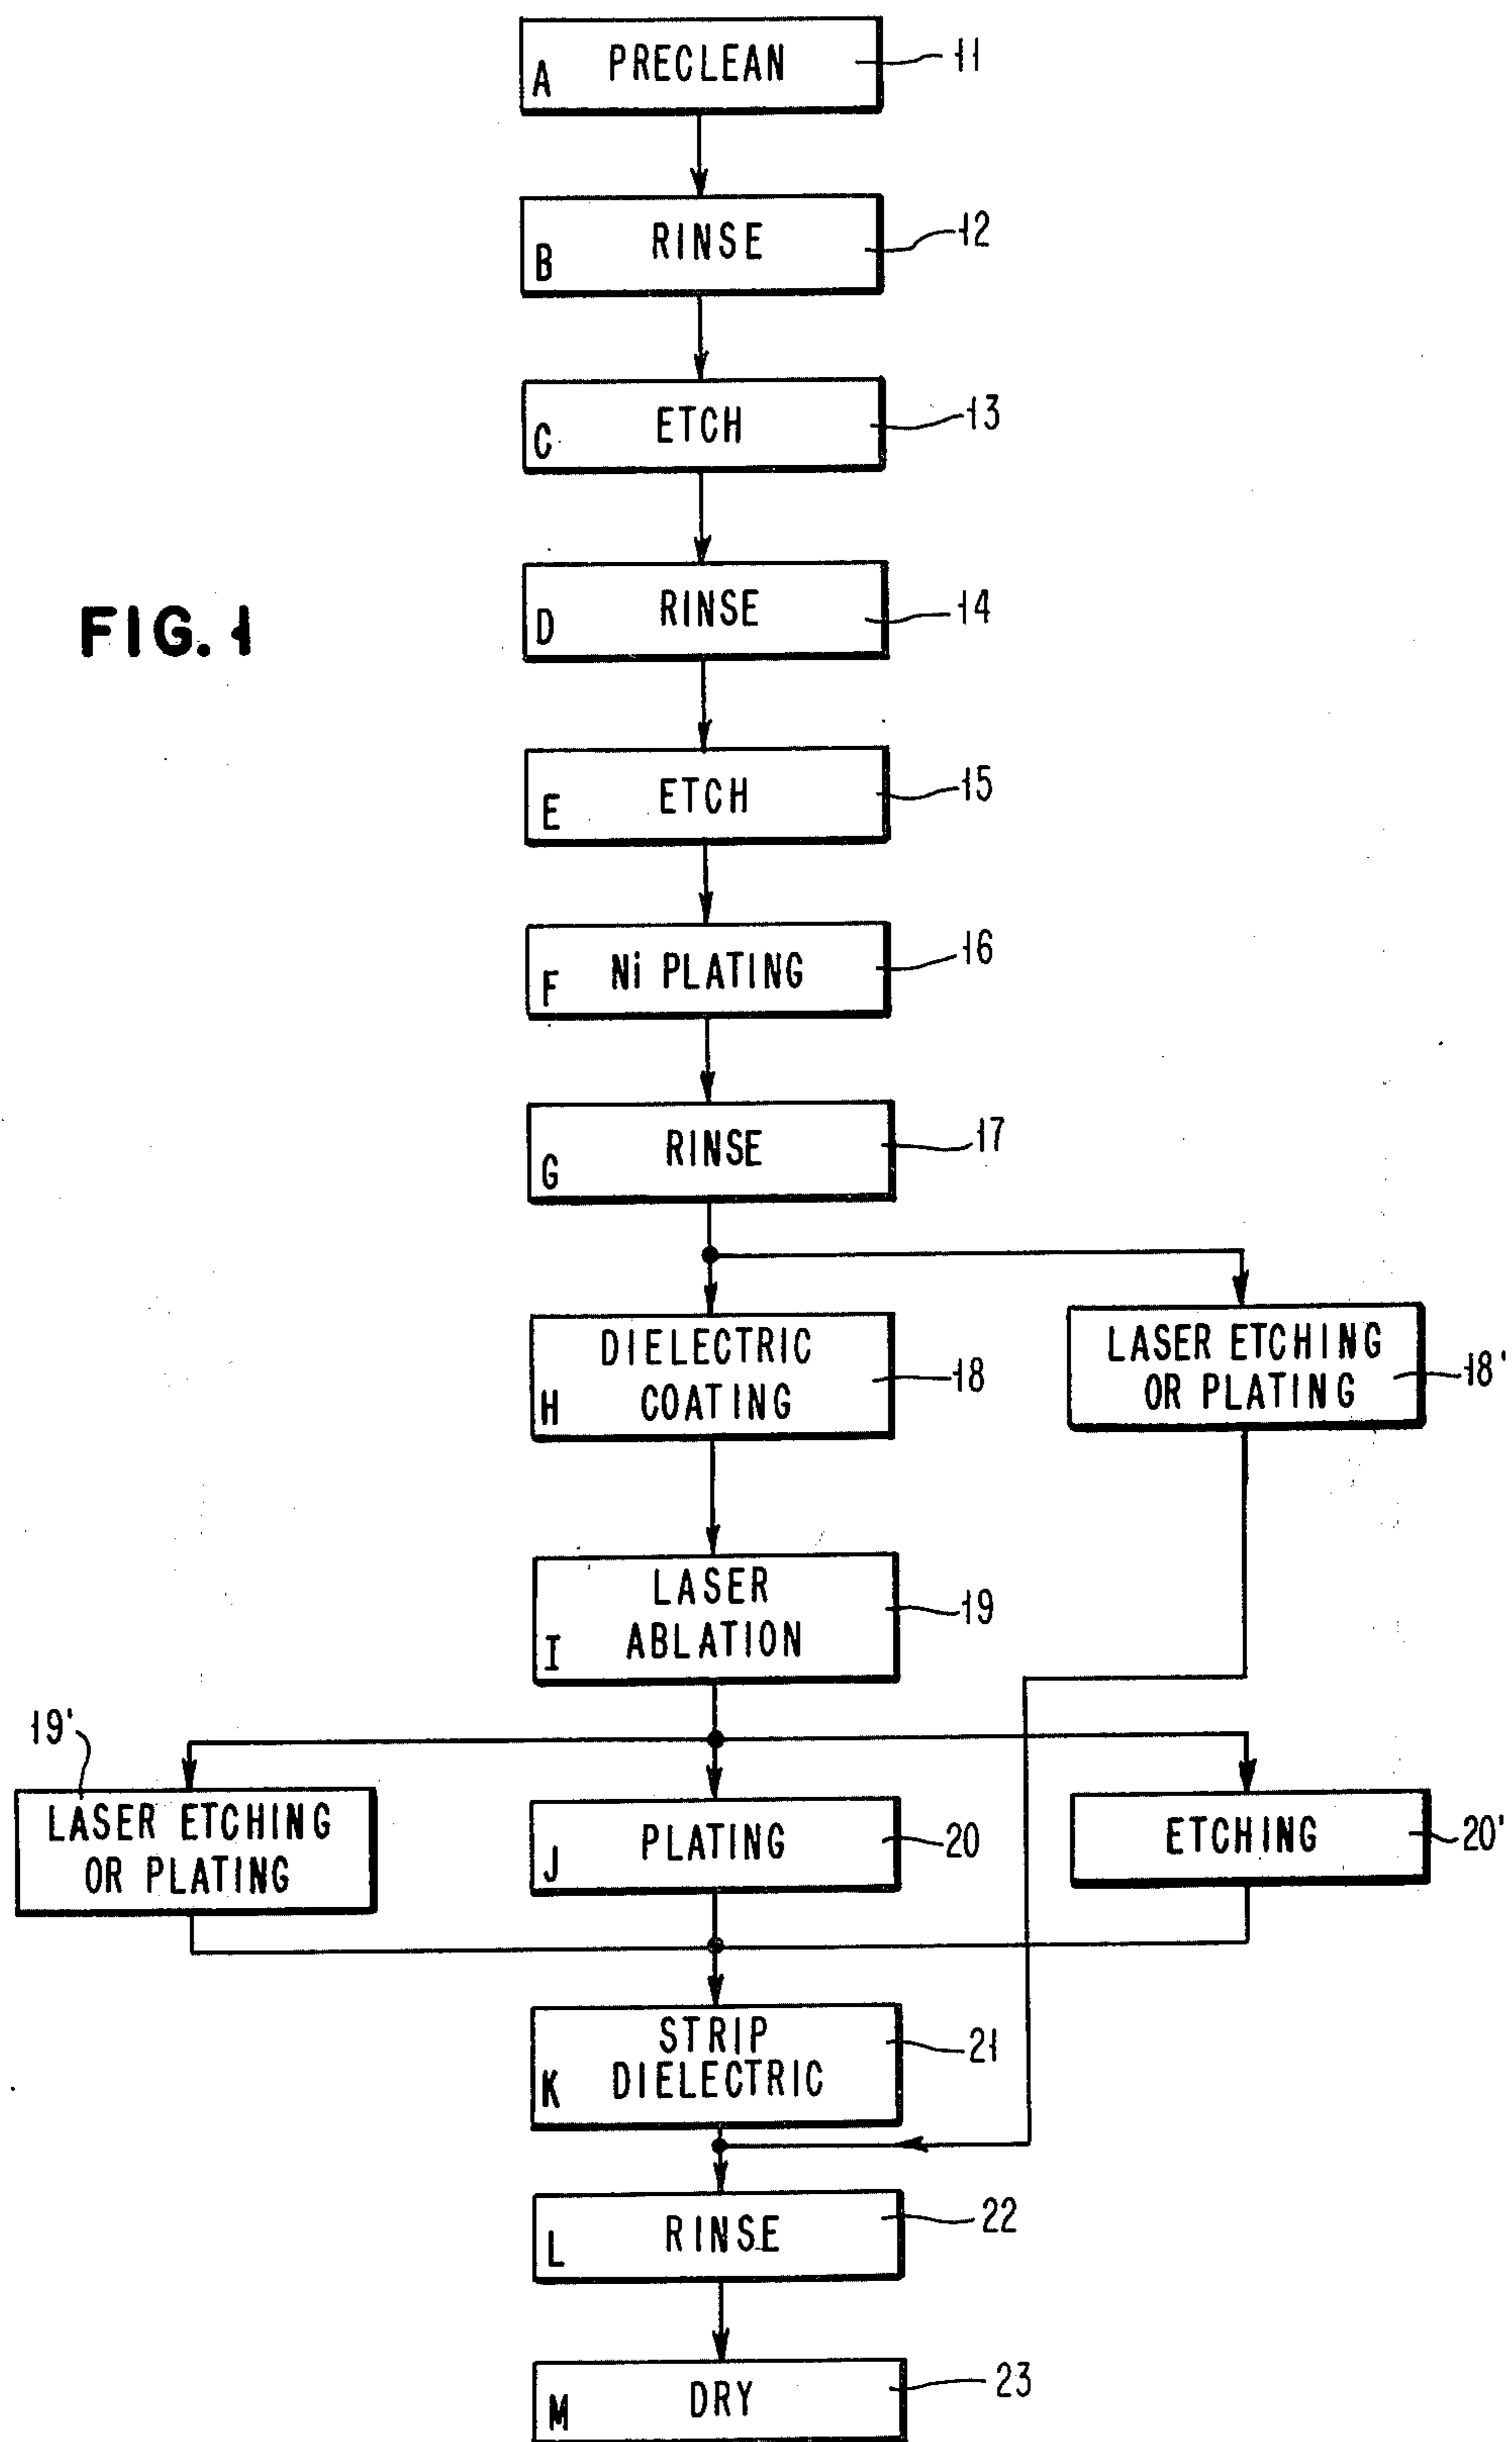 PRECLEAN
A
11
RINSE
B
12
ETCH
C
13
FIG. 1
RINSE
D
14
ETCH
E
15
Ni PLATING
F
16
RINSE
G
17
DIELECTRIC
COATING
H
18
LASER ETCHING
OR PLATING
18'
LASER
ABLATION
I
19
19'
LASER ETCHING
OR PLATING
PLATING
J
20
ETCHING
20'
STRIP
DIELECTRIC
K
21
RINSE
L
22
DRY
M
23